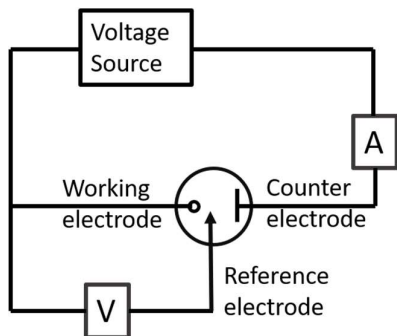 Voltage
Source
A
Working
electrode
Counter
electrode
Reference
electrode
V